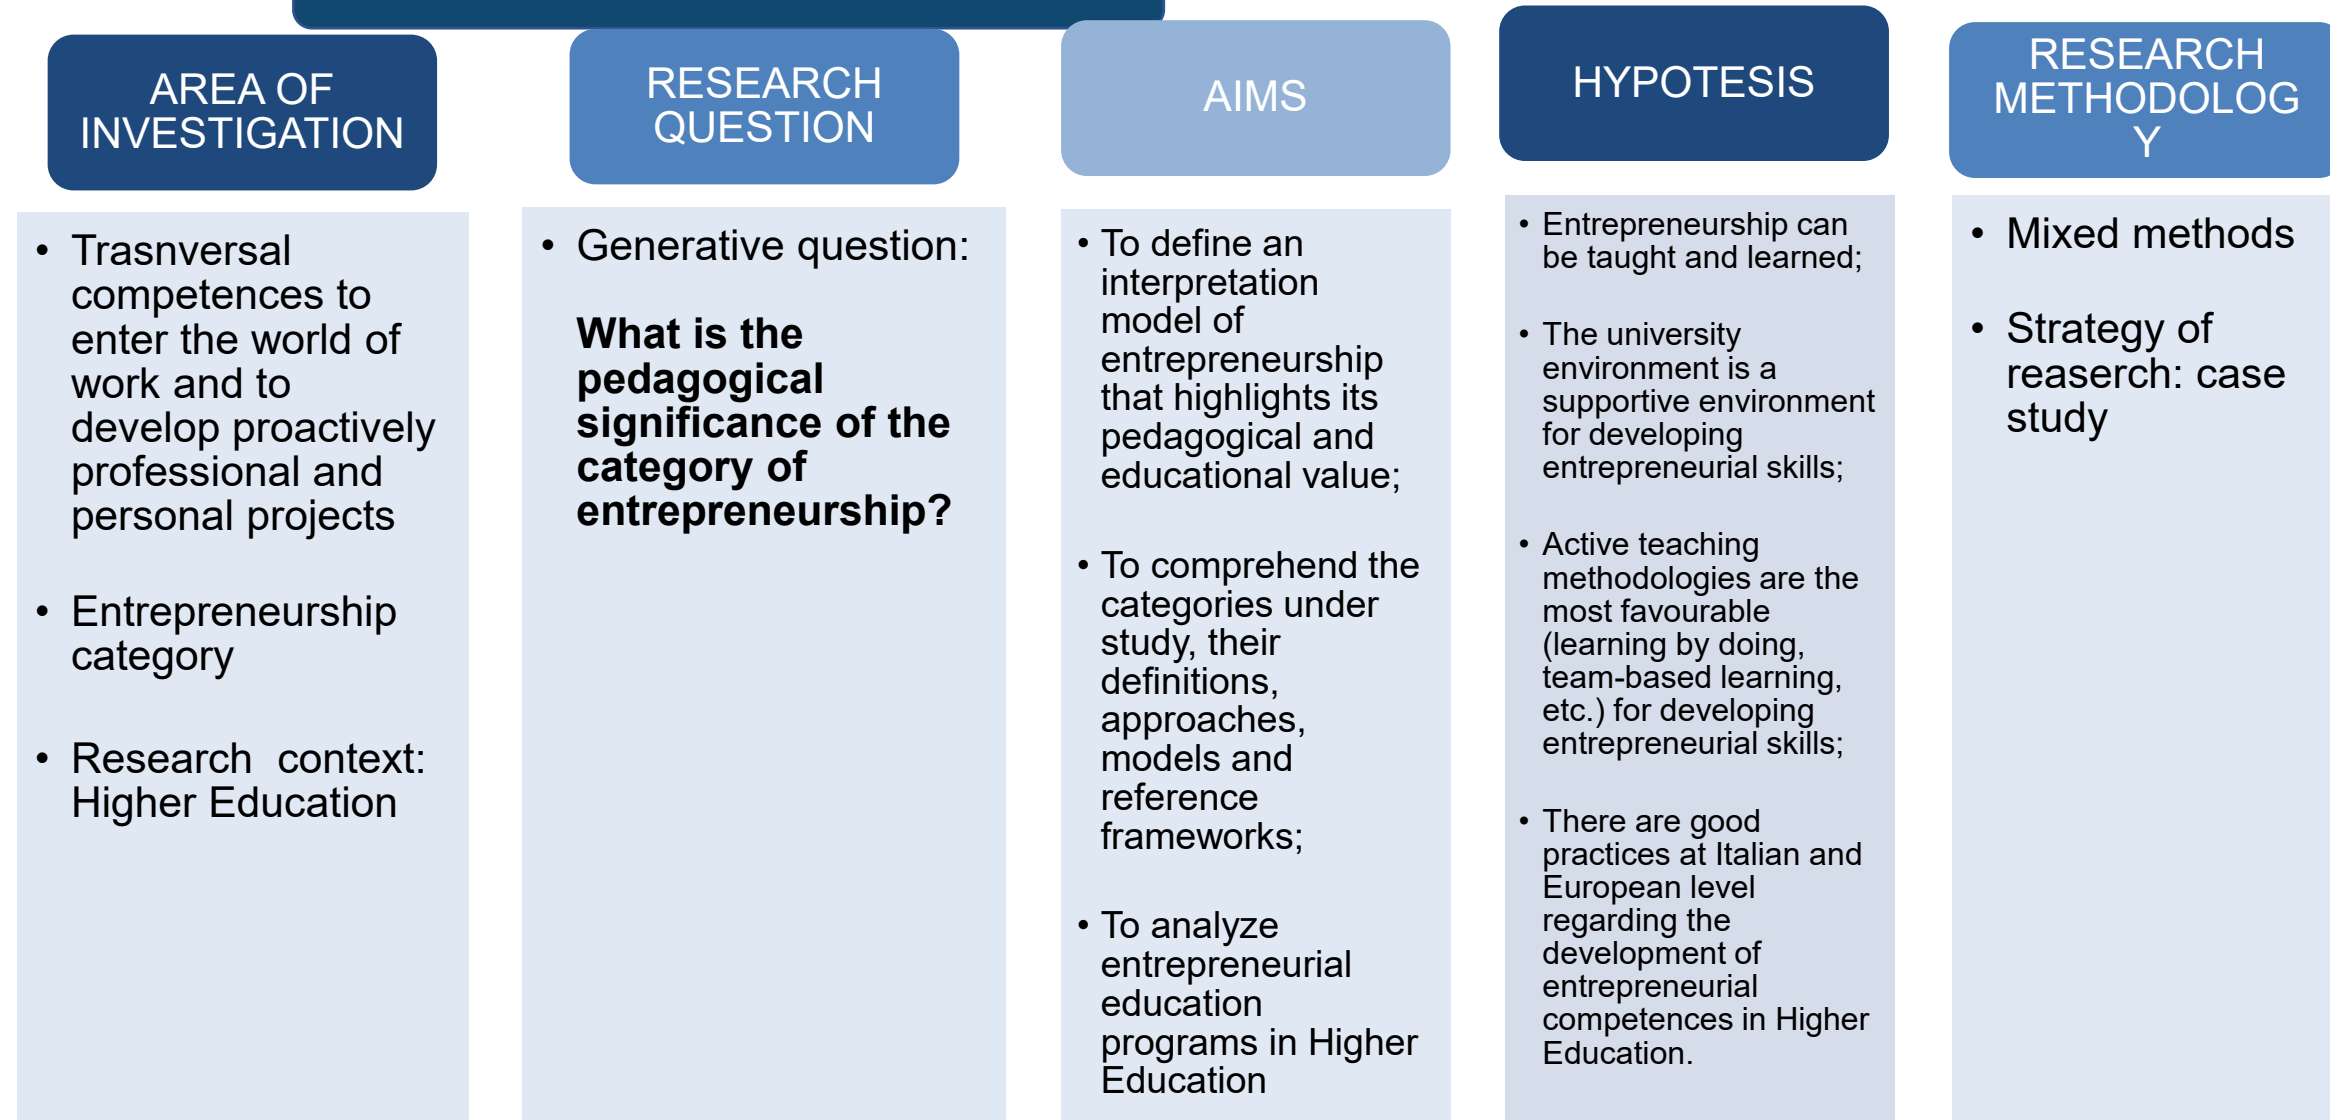 AREA OF
INVESTIGATION
• Trasnversal
competences to
enter the world of
work and to
develop proactively
professional and
personal projects
• Entrepreneurship
category
• Research  context:
Higher Education
RESEARCH
QUESTION
• Generative question:
What is the
pedagogical
significance of the
category of
entrepreneurship?
AIMS
• To define an
interpretation
model of
entrepreneurship
that highlights its
pedagogical and
educational value;
• To comprehend the
categories under
study, their
definitions,
approaches,
models and
reference
frameworks;
• To analyze
entrepreneurial
education
programs in Higher
Education
HYPOTESIS
• Entrepreneurship can
be taught and learned;
• The university
environment is a
supportive environment
for developing
entrepreneurial skills;
• Active teaching
methodologies are the
most favourable
(learning by doing,
team-based learning,
etc.) for developing
entrepreneurial skills;
• There are good
practices at Italian and
European level
regarding the
development of
entrepreneurial
competences in Higher
Education.
RESEARCH
METHODOLOG
Y
• Mixed methods
• Strategy of
reaserch: case
study